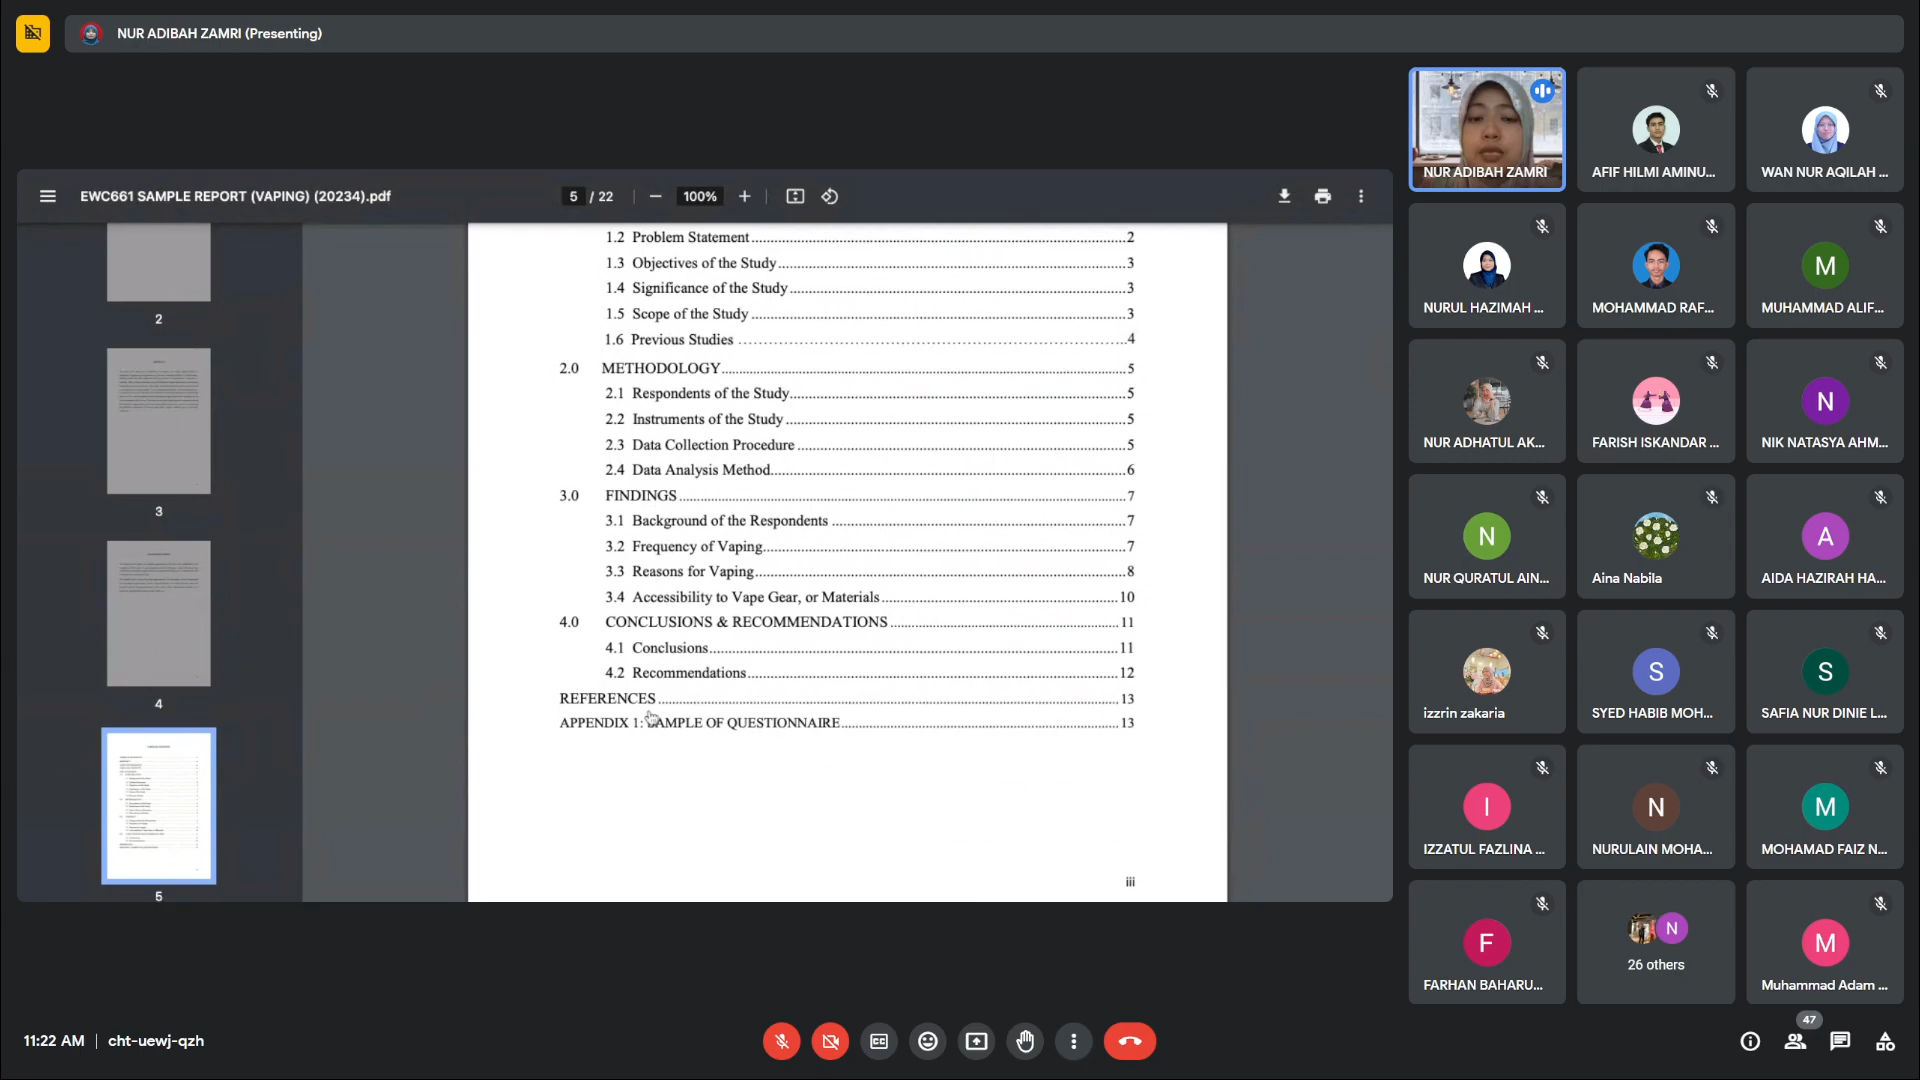 NUR ADIBAH ZAMRI (Presenting)
EWC661 SAMPLE REPORT (VAPING) (20234).pdf
5 / 22
100%
2
3
4
5
1.2 Problem Statement 2
1.3 Objectives of the Study 3
1.4 Significance of the Study 3
1.5 Scope of the Study 3
1.6 Previous Studies 4
2.0 METHODOLOGY 5
2.1 Respondents of the Study 5
2.2 Instruments of the Study 5
2.3 Data Collection Procedure 5
2.4 Data Analysis Method 6
3.0 FINDINGS 7
3.1 Background of the Respondents 7
3.2 Frequency of Vaping 7
3.3 Reasons for Vaping 8
3.4 Accessibility to Vape Gear, or Materials 10
4.0 CONCLUSIONS & RECOMMENDATIONS 11
4.1 Conclusions 11
4.2 Recommendations 12
REFERENCES 13
APPENDIX 1: SAMPLE OF QUESTIONNAIRE 13
iii
NUR ADIBAH ZAMRI
AFIF HILMI AMINU...
WAN NUR AQILAH ...
NURUL HAZIMAH ...
MOHAMMAD RAF...
M
MUHAMMAD ALIF...
NUR ADHATUL AK...
FARISH ISKANDAR ...
N
NIK NATASYA AHM...
N
NUR QURATUL AIN...
Aina Nabila
A
AIDA HAZIRAH HA...
izzrin zakaria
S
SYED HABIB MOH...
S
SAFIA NUR DINIE L...
I
IZZATUL FAZLINA ...
N
NURULAIN MOHA...
M
MOHAMAD FAIZ N...
F
FARHAN BAHARU...
N
26 others
M
Muhammad Adam ...
11:22 AM | cht-uewj-qzh
CC
47